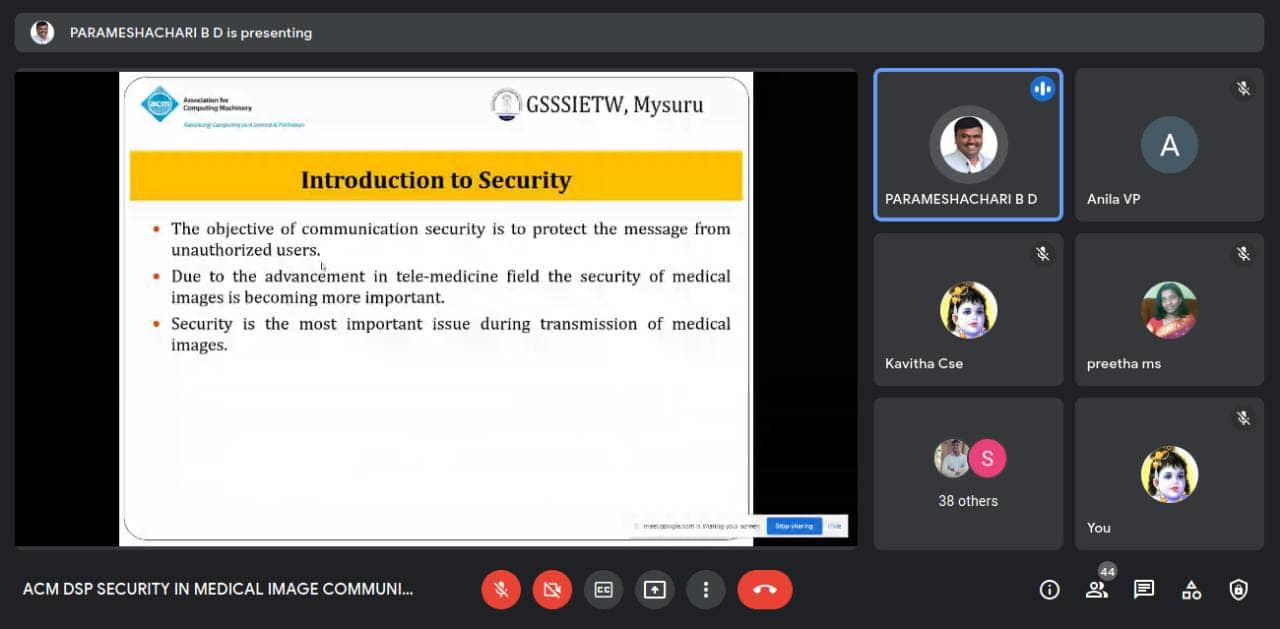 PARAMESHACHARI B D is presenting
acm
Association for
Computing Machinery
GSSSIETW, Mysuru
Introduction to Security
• The objective of communication security is to protect the message from
unauthorized users.
• Due to the advancement in tele-medicine field the security of medical
images is becoming more important.
• Security is the most important issue during transmission of medical
images.
meet.google.com is sharing your screen.
Stop sharing
Hide
PARAMESHACHARI B D
A
Anila VP
Kavitha Cse
preetha ms
S
38 others
You
ACM DSP SECURITY IN MEDICAL IMAGE COMMUNI...
CC
44